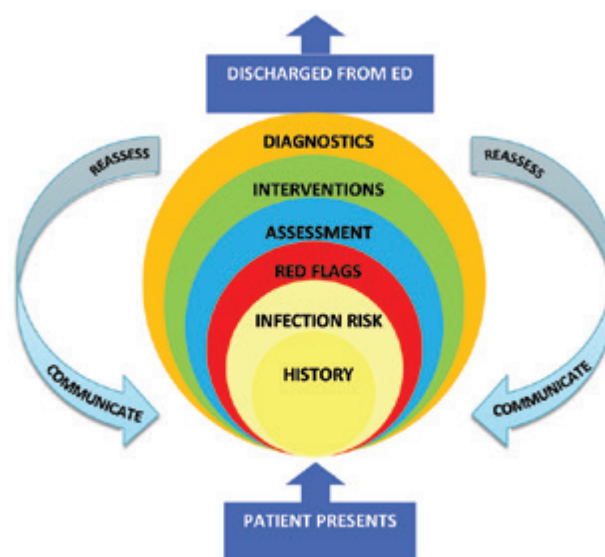 DISCHARGED FROM ED
DIAGNOSTICS
REASSESS
REASSESS
INTERVENTIONS
ASSESSMENT
RED FLAGS
INFECTION RISK
HISTORY
COMMUNICATE
COMMUNICATE
PATIENT PRESENTS